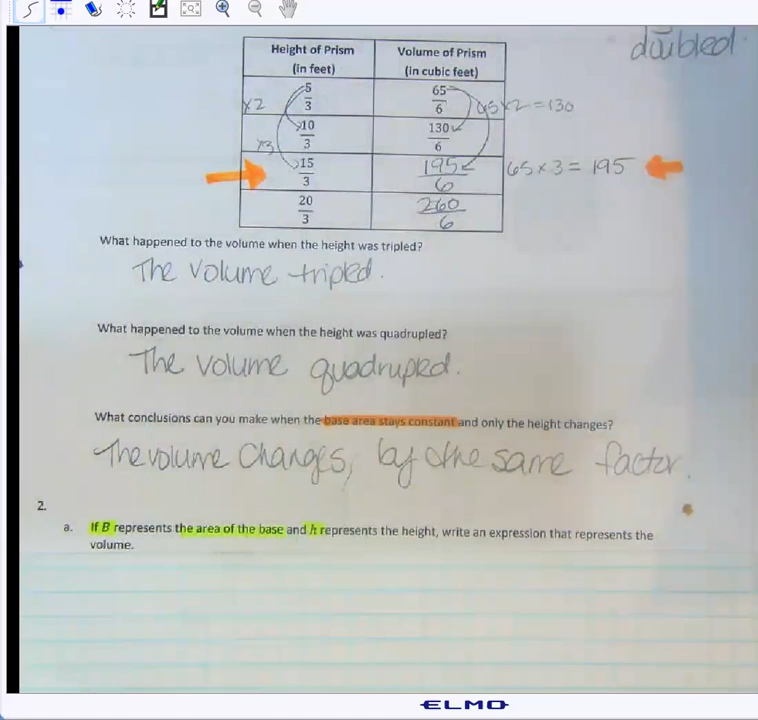 doubled
Height of Prism
(in feet)
Volume of Prism
(in cubic feet)
x2
5
3
65
6
65x2=130
x3
10
3
130
6
15
3
195
6
65x3=195
20
3
260
6
What happened to the volume when the height was tripled?
The volume tripled.
What happened to the volume when the height was quadrupled?
The volume quadrupled.
What conclusions can you make when the base area stays constant and only the height changes?
The volume changes, by the same factor.
2.
a. If B represents the area of the base and h represents the height, write an expression that represents the
volume.
ELMO